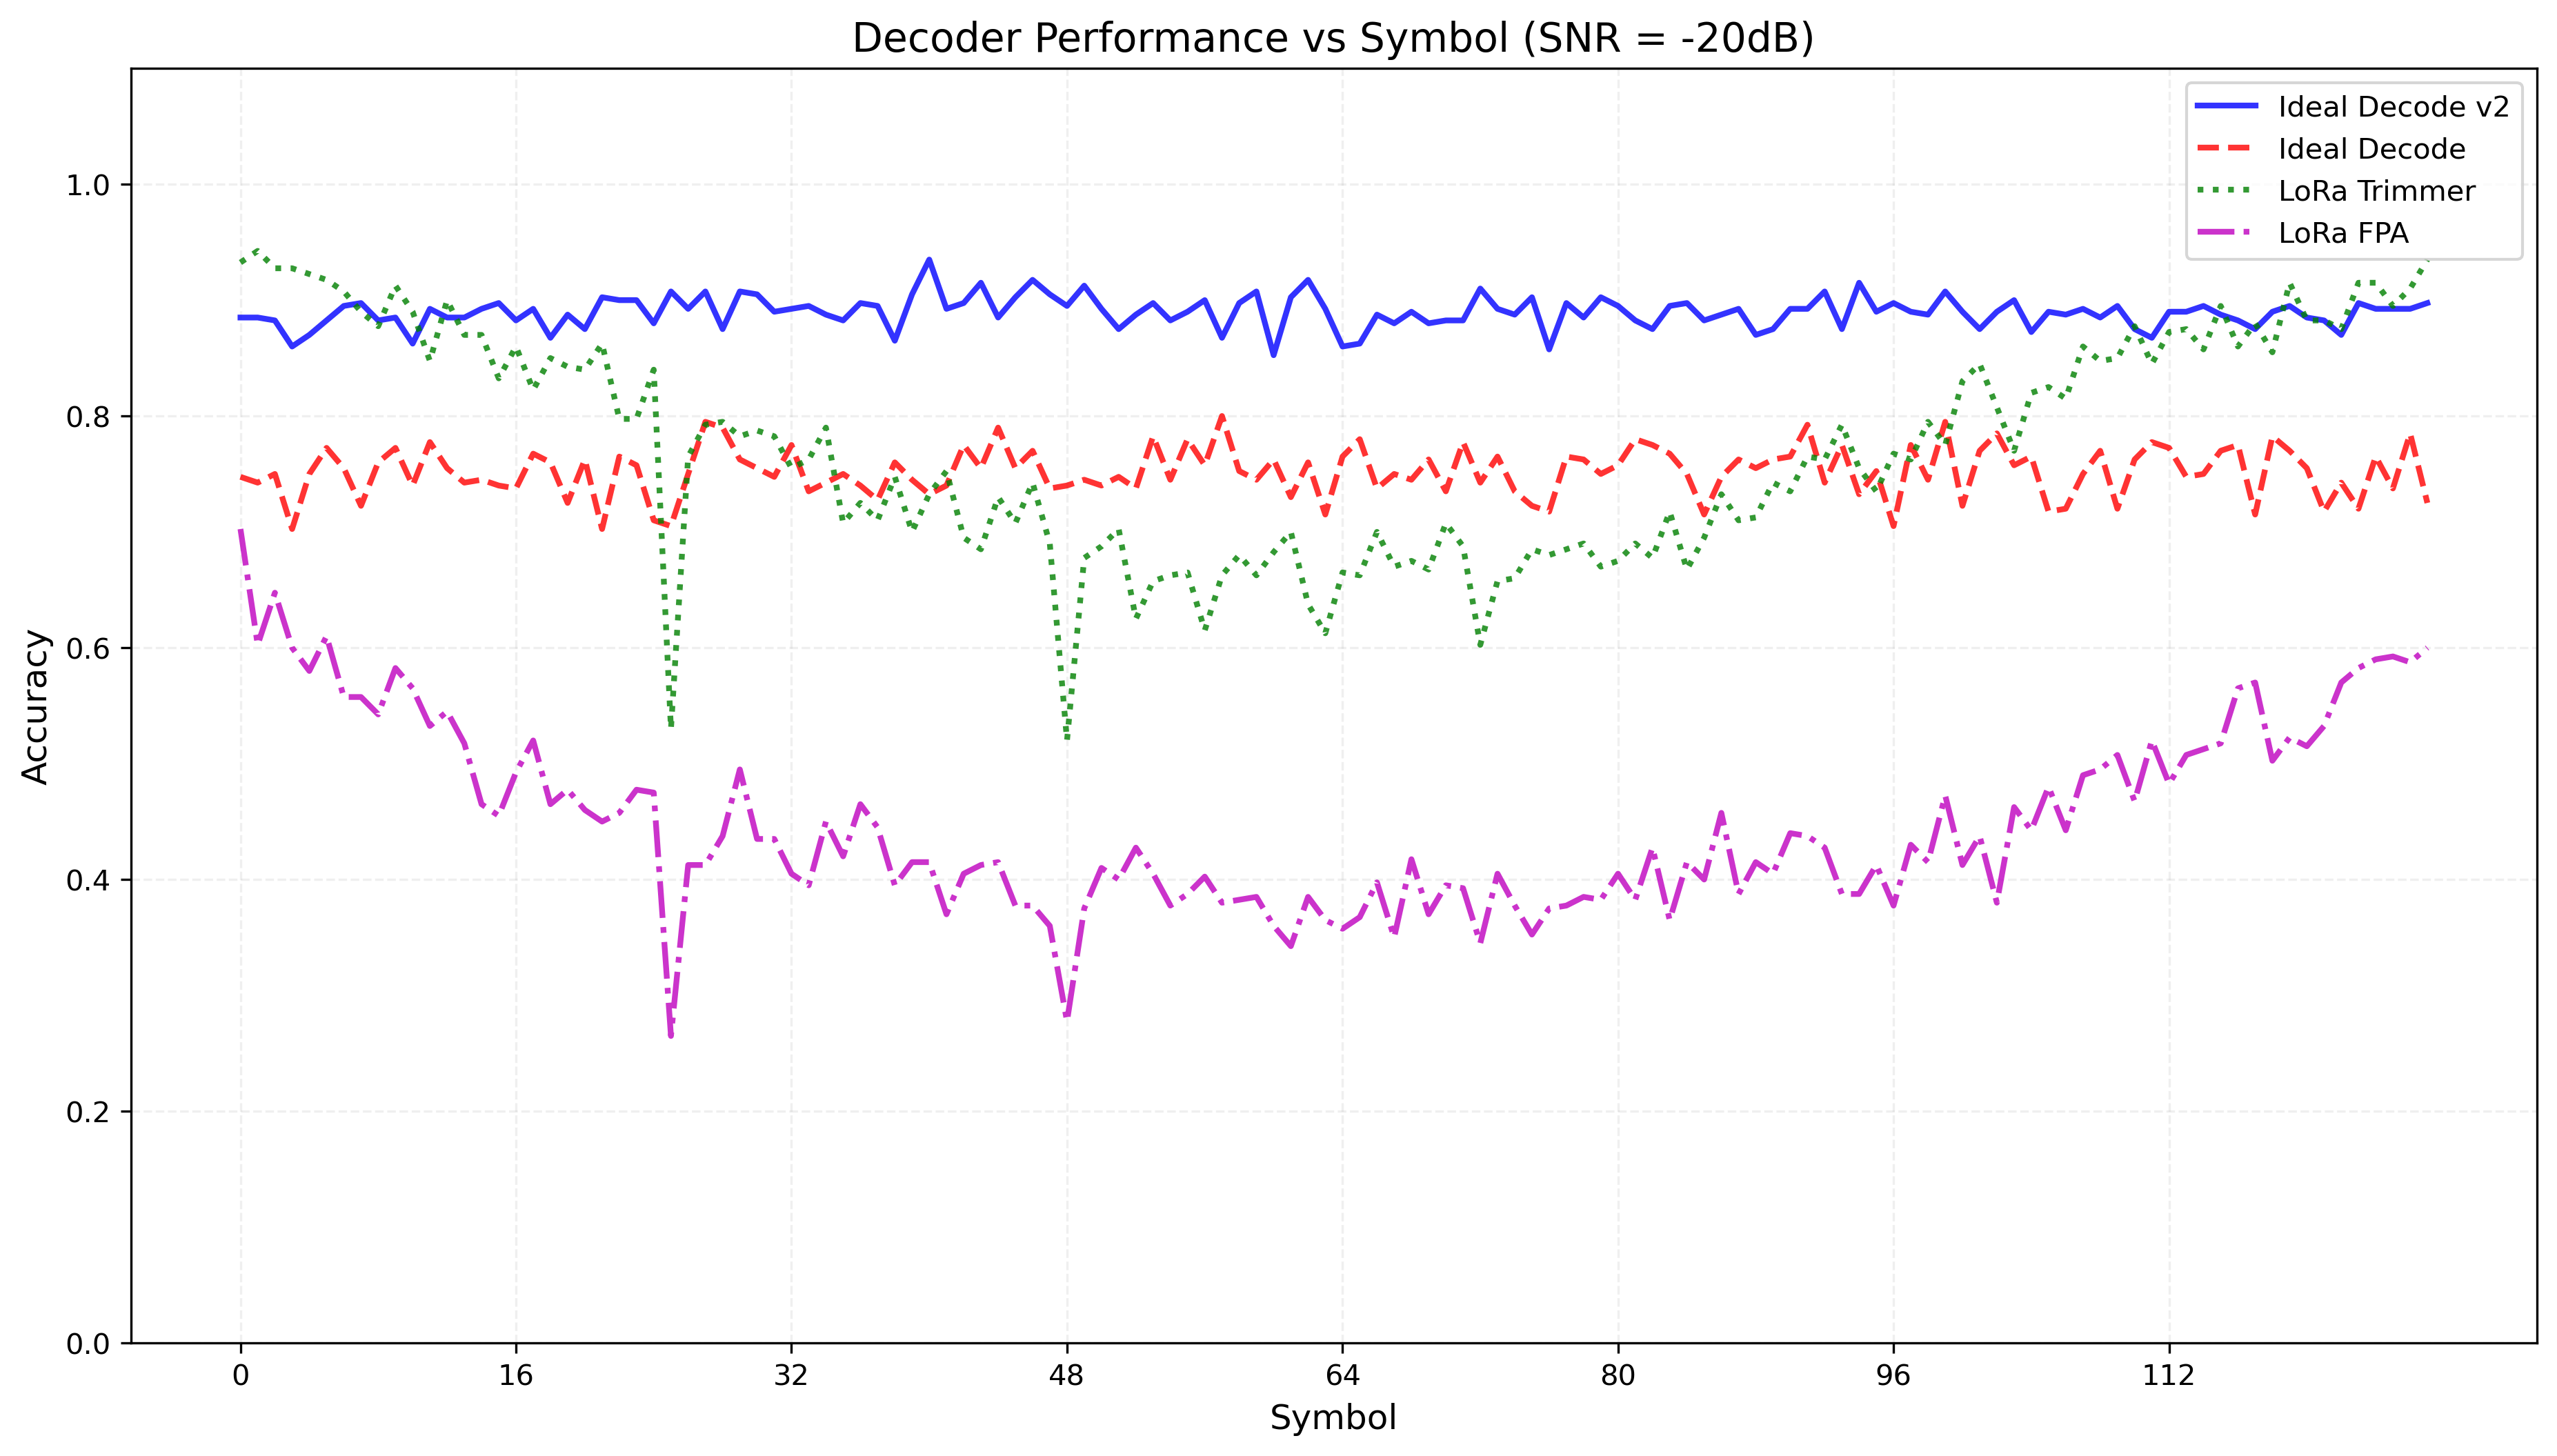 Decoder Performance vs Symbol (SNR = -20dB)
Ideal Decode v2
Ideal Decode
LoRa Trimmer
LoRa FPA
Accuracy
1.0
0.8
0.6
0.4
0.2
0.0
0 16 32 48 64 80 96 112
Symbol